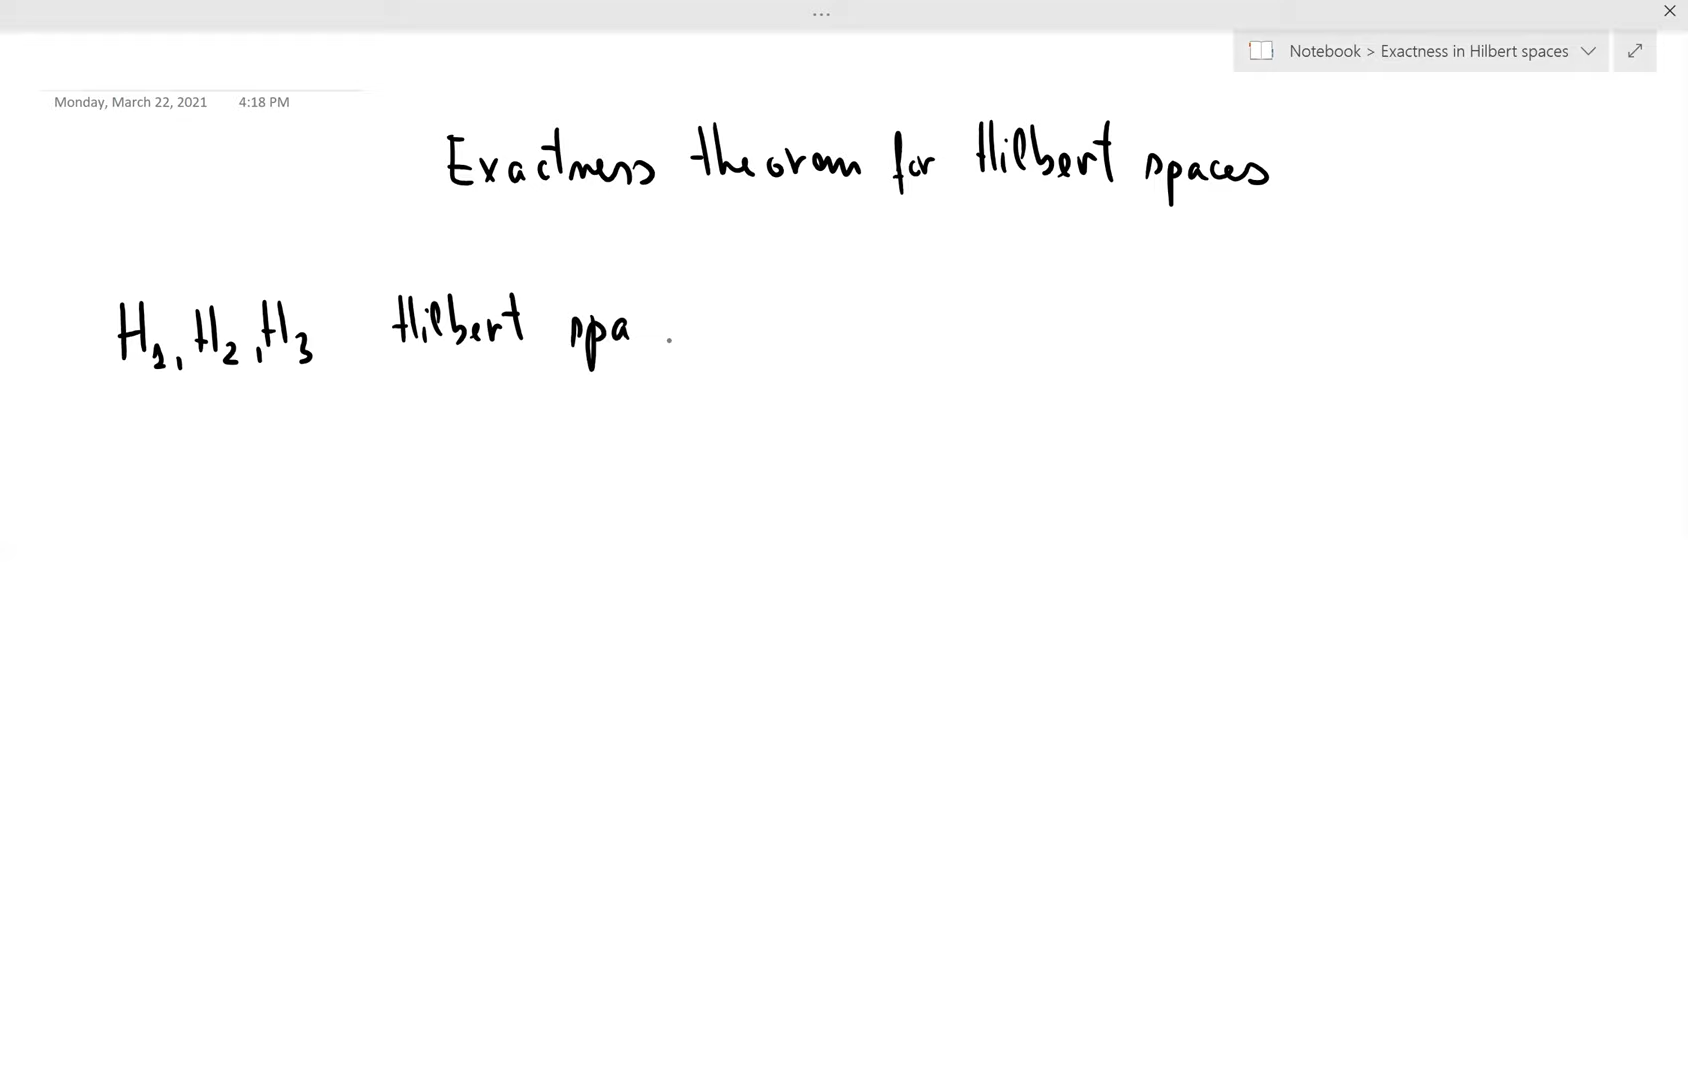 ...
Notebook > Exactness in Hilbert spaces
Monday, March 22, 2021 4:18 PM
Exactness theorem for Hilbert spaces
H₁, H₂, H₃ Hilbert spa